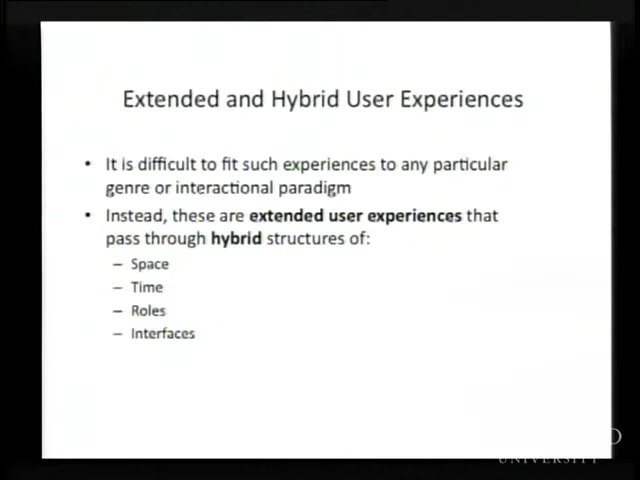 Extended and Hybrid User Experiences
• It is difficult to fit such experiences to any particular
genre or interactional paradigm
• Instead, these are extended user experiences that
pass through hybrid structures of:
– Space
– Time
– Roles
– Interfaces
UNIVERSITY